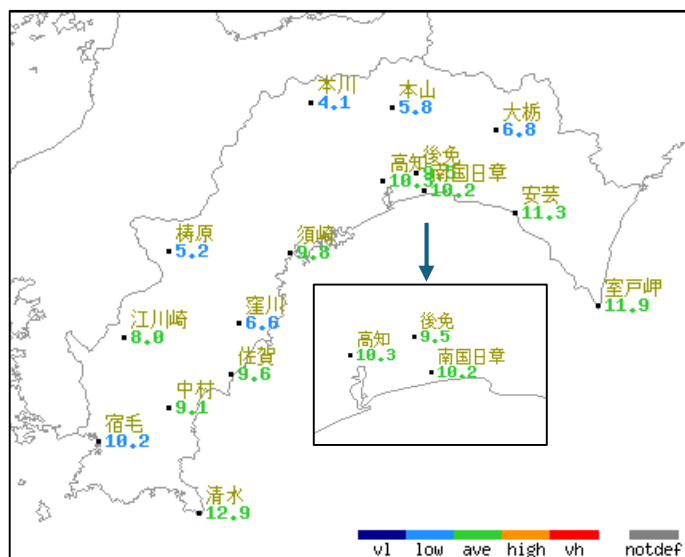 本川
4.1
本山
5.8
大栃
6.8
後免
9.5
高知
10.3
南国日章
10.2
安芸
11.3
梼原
5.2
須崎
9.8
室戸岬
11.9
江川崎
8.0
窪川
6.6
佐賀
9.6
中村
9.1
宿毛
10.2
清水
12.9
後免
9.5
高知
10.3
南国日章
10.2
vl low ave high vh notdef